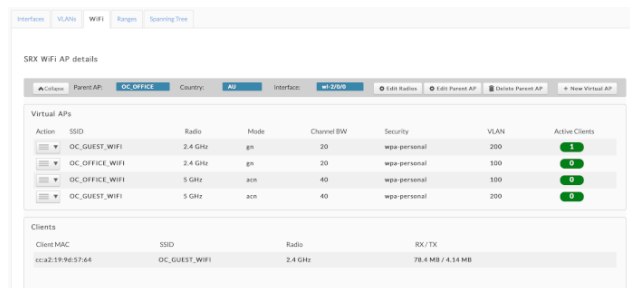 Interfaces VLANs WiFi Ranges Spanning Tree
SRX WiFi AP details
Collapse Parent AP: OC_OFFICE Country: AU Interface: wl-2/0/0 Edit Radios Edit Parent AP Delete Parent AP + New Virtual AP
Virtual APs
Action SSID Radio Mode Channel BW Security VLAN Active Clients
OC_GUEST_WIFI 2.4 GHz gn 20 wpa-personal 200 1
OC_OFFICE_WIFI 2.4 GHz gn 20 wpa-personal 100 0
OC_OFFICE_WIFI 5 GHz acn 40 wpa-personal 100 0
OC_GUEST_WIFI 5 GHz acn 40 wpa-personal 200 0
Clients
Client MAC SSID Radio RX/TX
cc:a2:19:9d:57:64 OC_GUEST_WIFI 2.4 GHz 78.4 MB / 4.14 MB